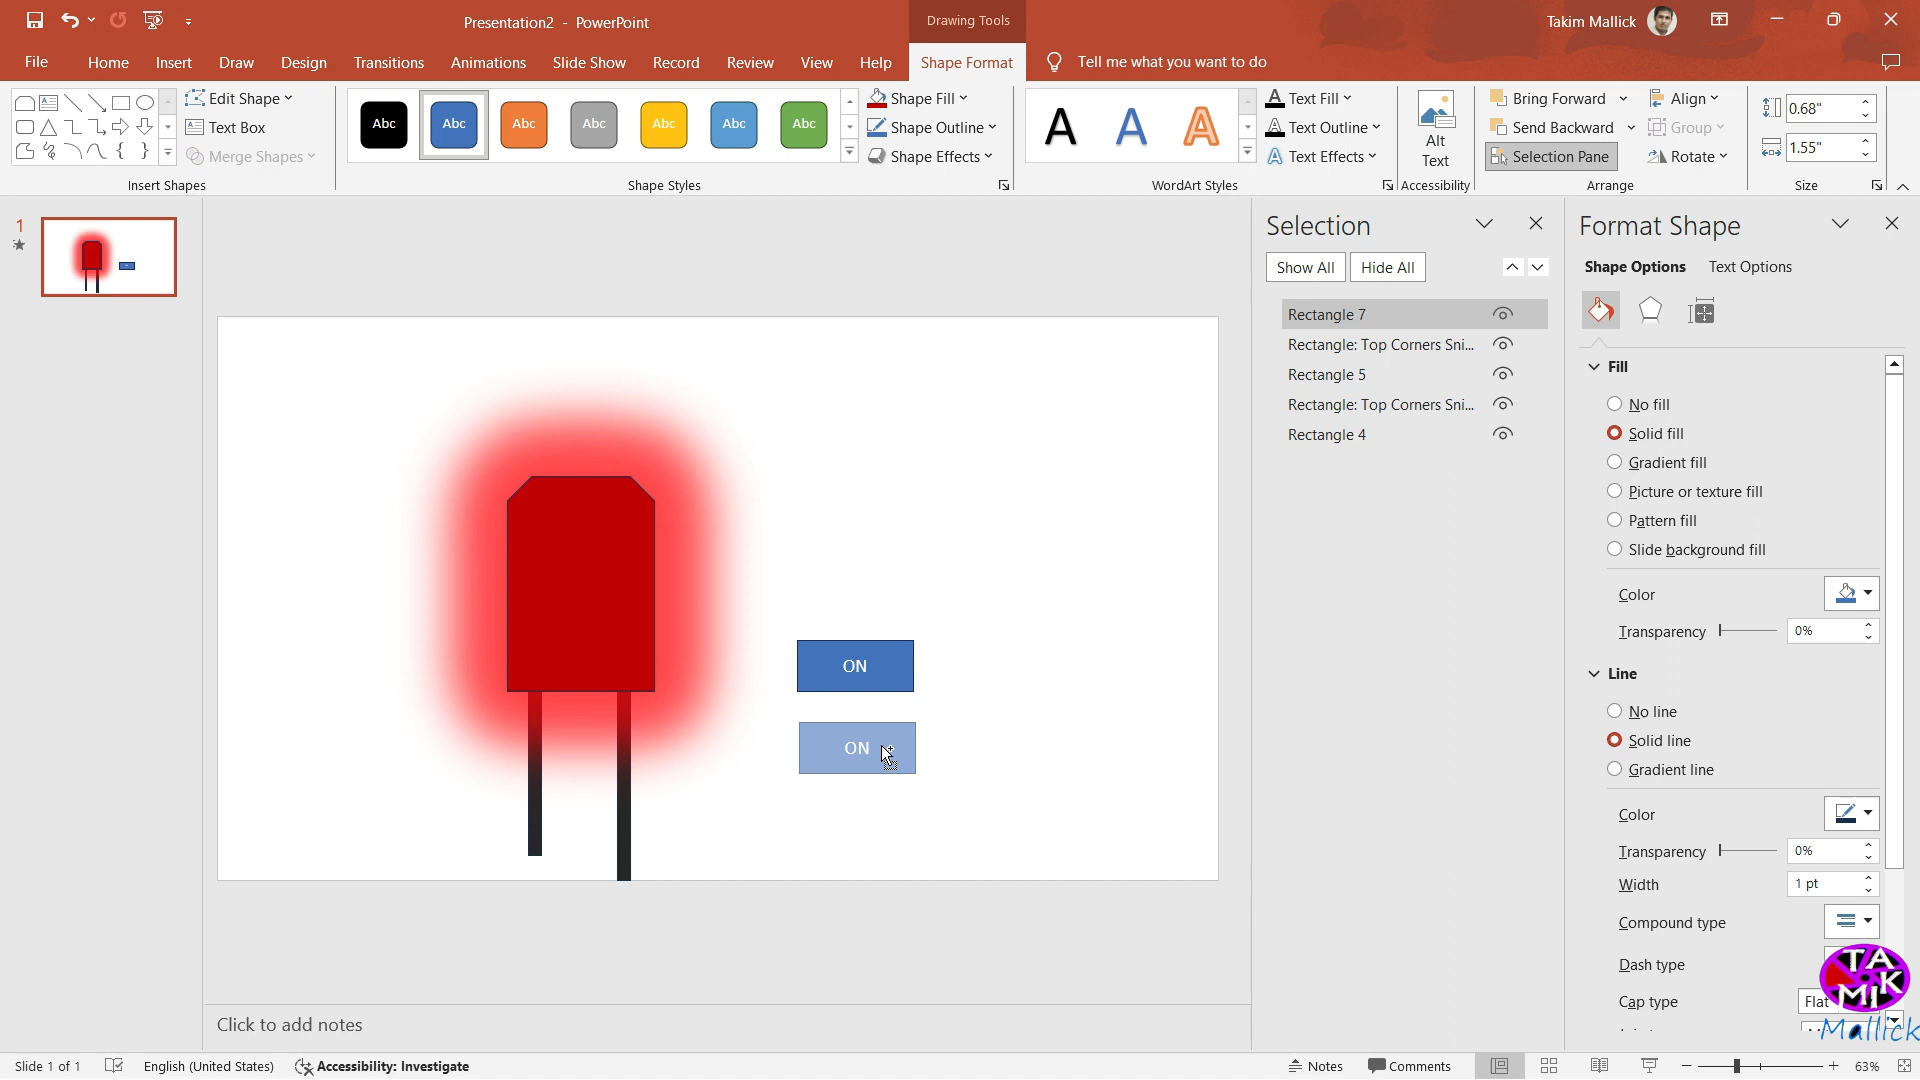 Presentation2 - PowerPoint
Drawing Tools
Takim Mallick
File
Home
Insert
Draw
Design
Transitions
Animations
Slide Show
Record
Review
View
Help
Shape Format
Tell me what you want to do
Edit Shape
Text Box
Merge Shapes
Insert Shapes
Abc
Abc
Abc
Abc
Abc
Abc
Abc
Shape Styles
Shape Fill
Shape Outline
Shape Effects
A
A
A
WordArt Styles
Text Fill
Text Outline
Text Effects
Alt
Text
Accessibility
Bring Forward
Send Backward
Selection Pane
Align
Group
Rotate
Arrange
0.68"
1.55"
Size
1
ON
ON
Selection
Show All
Hide All
Rectangle 7
Rectangle: Top Corners Sni...
Rectangle 5
Rectangle: Top Corners Sni...
Rectangle 4
Format Shape
Shape Options
Text Options
Fill
No fill
Solid fill
Gradient fill
Picture or texture fill
Pattern fill
Slide background fill
Color
Transparency
0%
Line
No line
Solid line
Gradient line
Color
Transparency
0%
Width
1 pt
Compound type
Dash type
Cap type
Flat
TAKMI
Mallick
Click to add notes
Slide 1 of 1
English (United States)
Accessibility: Investigate
Notes
Comments
63%